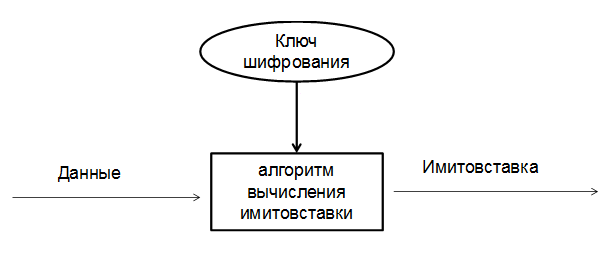 Ключ
шифрования
Данные
алгоритм
вычисления
имитовставки
Имитовставка